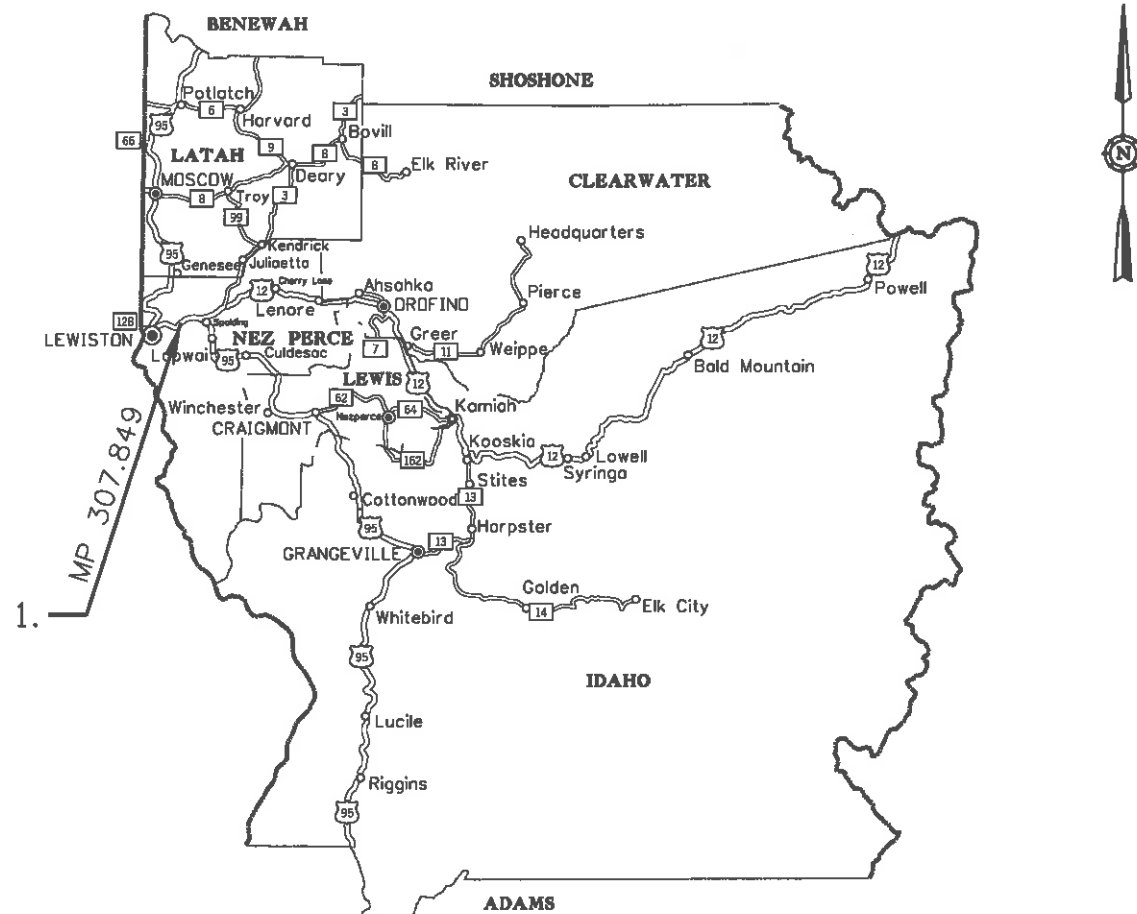 BENEWAH
SHOSHONE
Potlatch
6
3
95
Harvard
Bovill
66
9
8
8
LATAH
Elk River
Deary
MOSCOW
CLEARWATER
8
Troy
3
99
N
Headquarters
Kendrick
95
Genesee
Juliaetta
12
Powell
Cherry Lane
Ahsahka
12
Lenore
OROFINO
Pierce
128
Spalding
LEWISTON
NEZ PERCE
Greer
12
7
11
Weippe
Lapwai
95
Culdesac
Bald Mountain
LEWIS
12
62
Winchester
Nezperce
64
Kamiah
CRAIGMONT
Kooskia
162
12
Lowell
Syringa
Stites
Cottonwood
13
MP 307.849
95
Harpster
13
GRANGEVILLE
Golden
Elk City
1.
14
Whitebird
95
IDAHO
Lucile
Riggins
95
ADAMS